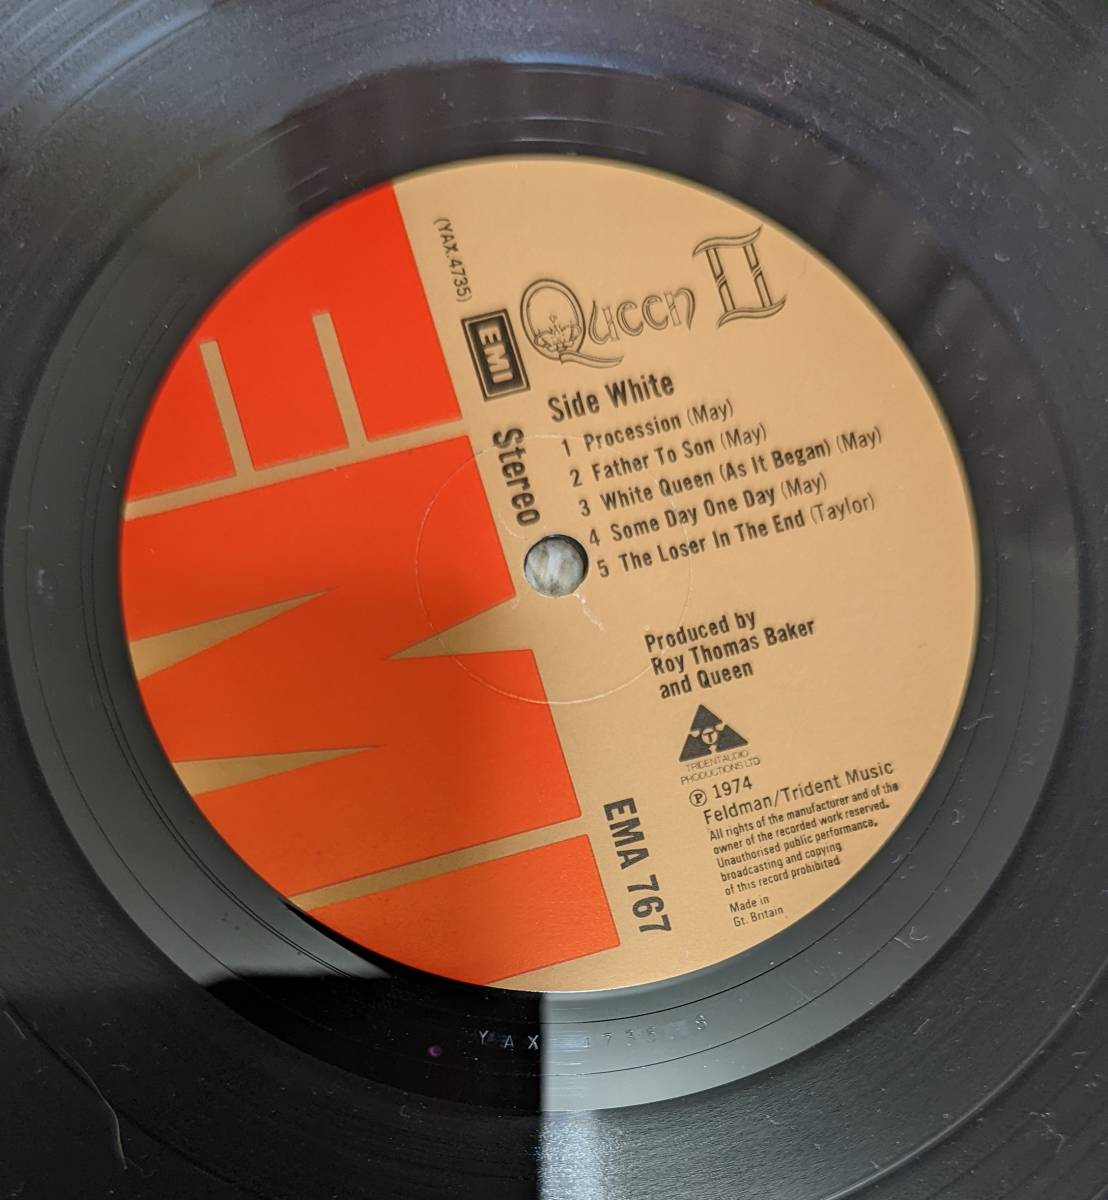 (YAX.4735)
EMI
EMI
Queen II
Stereo
Side White
1 Procession (May)
2 Father To Son (May)
3 White Queen (As It Began) (May)
4 Some Day One Day (May)
5 The Loser In The End (Taylor)
Produced by
Roy Thomas Baker
and Queen
T
TRIDENT AUDIO
PRODUCTIONS LTD
Ⓟ 1974
Feldman/Trident Music
All rights of the manufacturer and of the
owner of the recorded work reserved.
Unauthorised public performance,
broadcasting and copying
of this record prohibited
Made in
Gt. Britain
EMA 767
YAX 4735